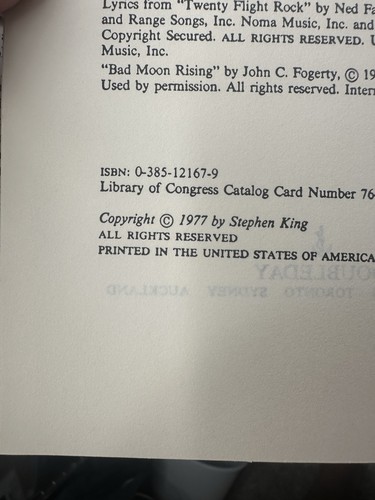 Lyrics from "Twenty Flight Rock" by Ned
and Range Songs, Inc. Noma Music, Inc. and
Copyright Secured. ALL RIGHTS RESERVED.
Music, Inc.
"Bad Moon Rising" by John C. Fogerty, ©
Used by permission. All rights reserved.
ISBN: 0-385-12167-9
Library of Congress Catalog Card Number 76-
Copyright © 1977 by Stephen King
ALL RIGHTS RESERVED
PRINTED IN THE UNITED STATES OF AMERICA
TORONTO SYDNEY AUCKLAND